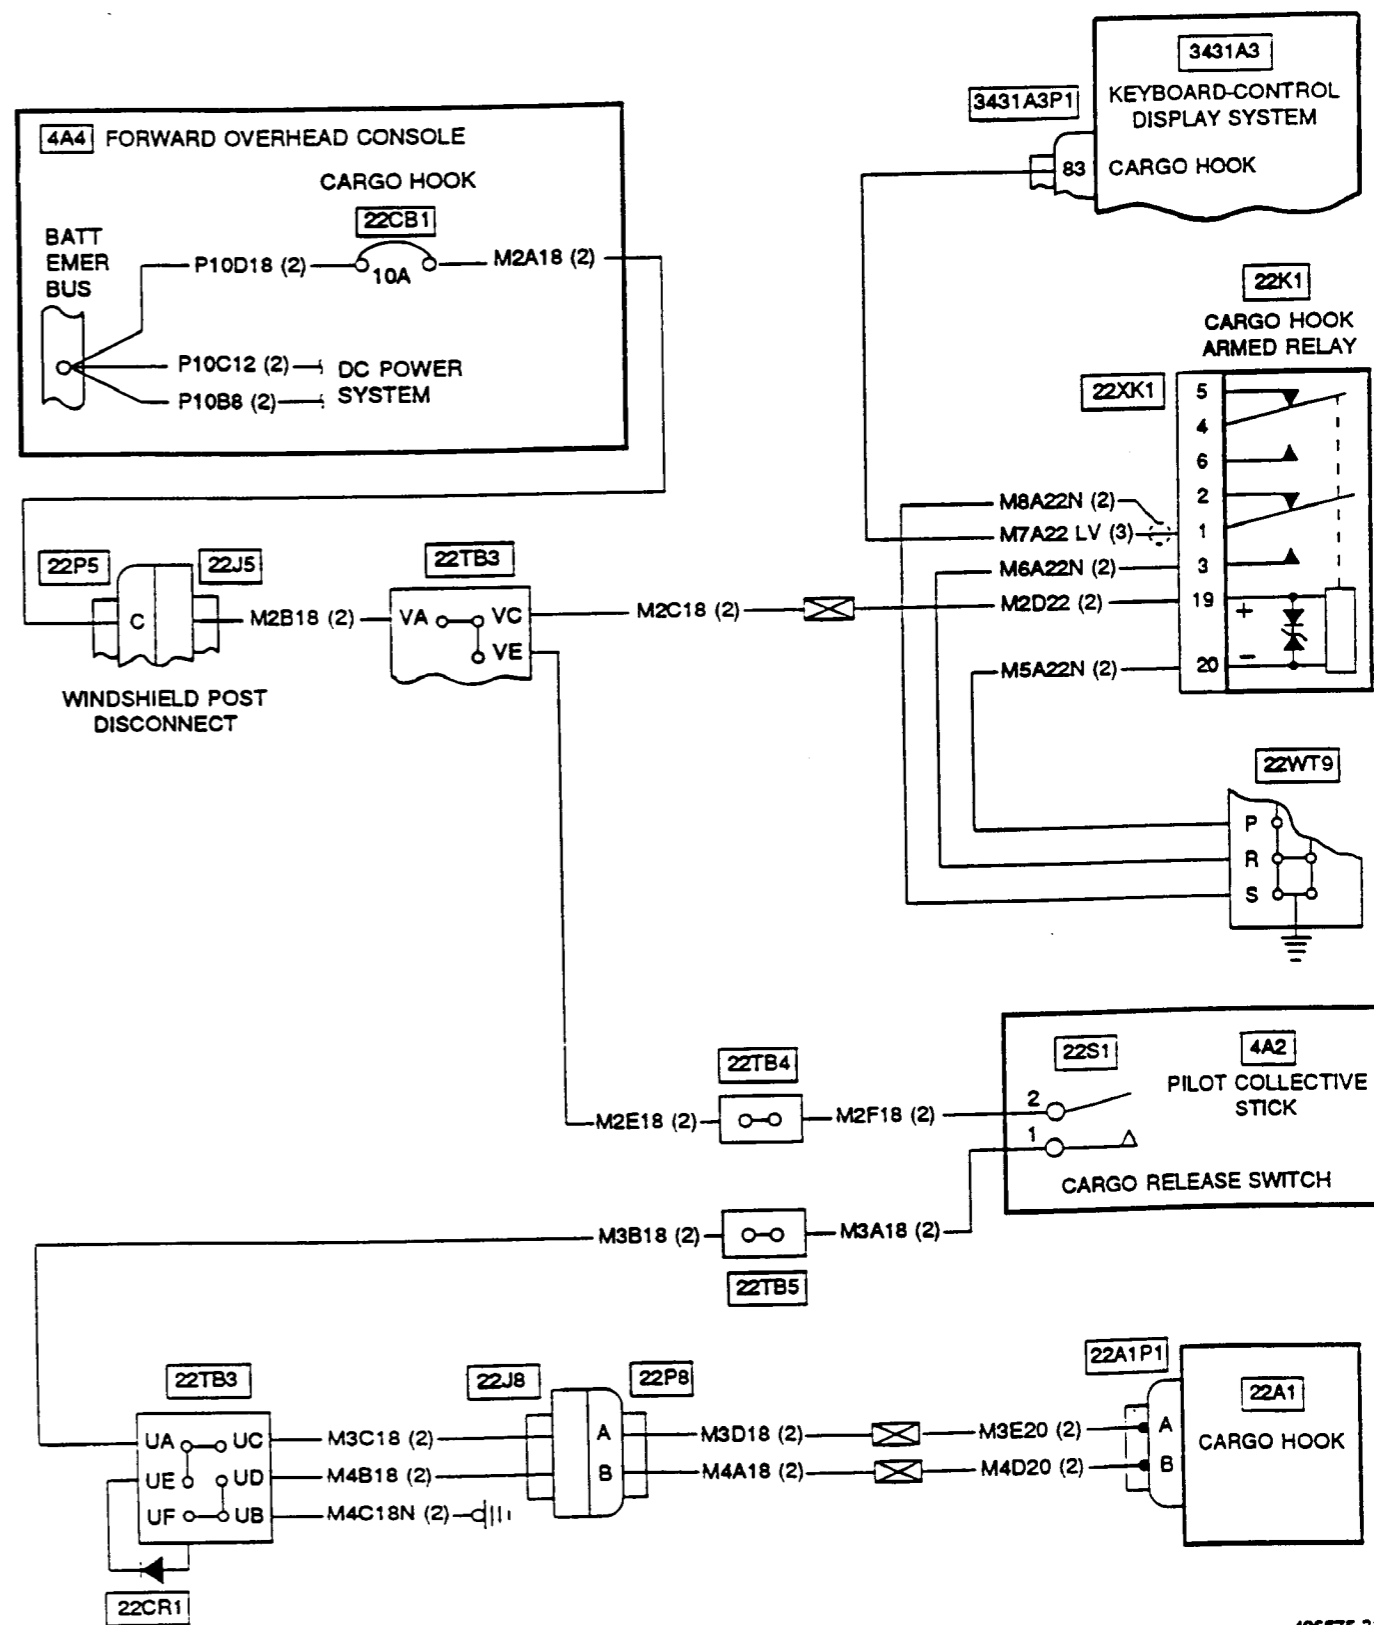 3431A3
3431A3P1
KEYBOARD-CONTROL
DISPLAY SYSTEM
83
CARGO HOOK
4A4 FORWARD OVERHEAD CONSOLE
CARGO HOOK
22CB1
BATT
EMER
BUS
P10D18 (2)
10A
M2A18 (2)
P10C12 (2)
P10B8 (2)
DC POWER
SYSTEM
22K1
CARGO HOOK
ARMED RELAY
22XK1
5
4
6
2
1
3
19
+
20
−
M8A22N (2)
M7A22 LV (3)
M6A22N (2)
M2D22 (2)
M5A22N (2)
22P5
22J5
C
M2B18 (2)
WINDSHIELD POST
DISCONNECT
22TB3
VA
VC
VE
M2C18 (2)
22WT9
P
R
S
22TB4
M2E18 (2)
M2F18 (2)
22S1
4A2
PILOT COLLECTIVE
STICK
2
1
CARGO RELEASE SWITCH
M3B18 (2)
M3A18 (2)
22TB5
22TB3
UA
UC
UE
UD
UF
UB
22CR1
M3C18 (2)
M4B18 (2)
M4C18N (2)
22J8
22P8
A
B
M3D18 (2)
M4A18 (2)
M3E20 (2)
M4D20 (2)
22A1P1
A
B
22A1
CARGO HOOK